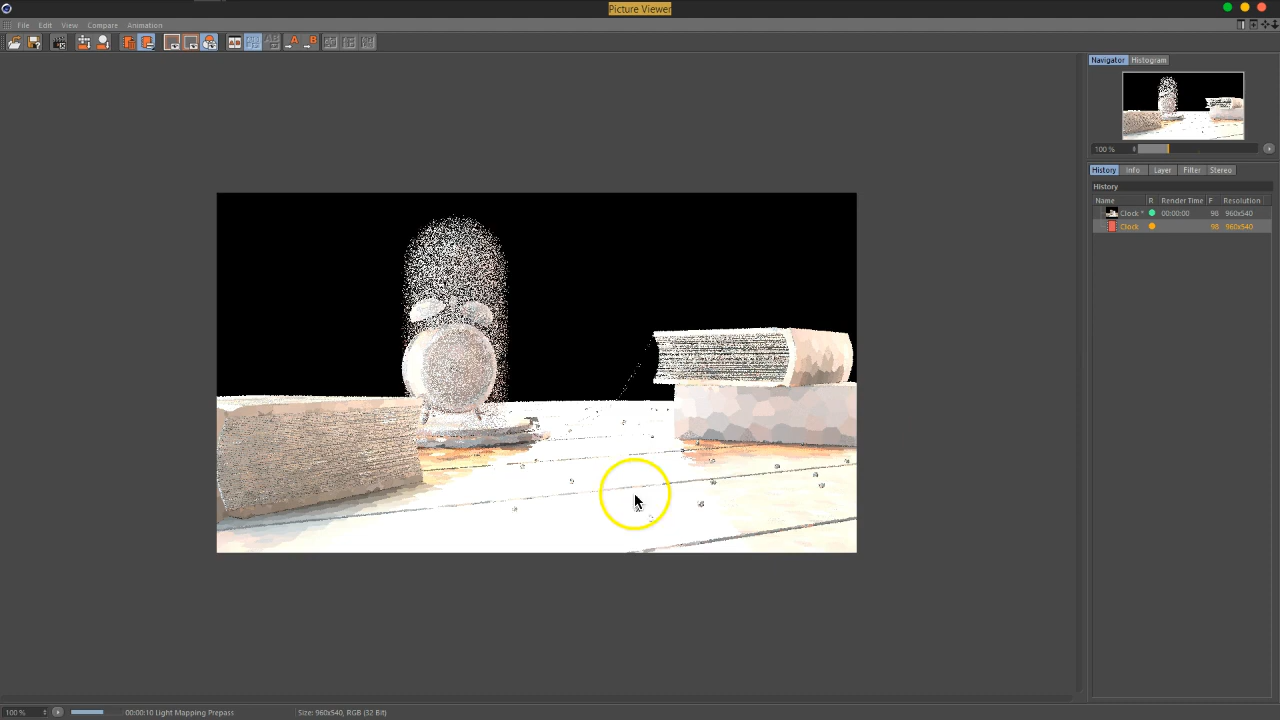 Picture Viewer
File Edit View Compare Animation
Navigator Histogram
100 %
History Info Layer Filter Stereo
History
Name R Render Time F Resolution
Clock * 00:00:00 98 960x540
Clock 98 960x540
100 % 00:00:10 Light Mapping Prepass Size: 960x540, RGB (32 Bit)